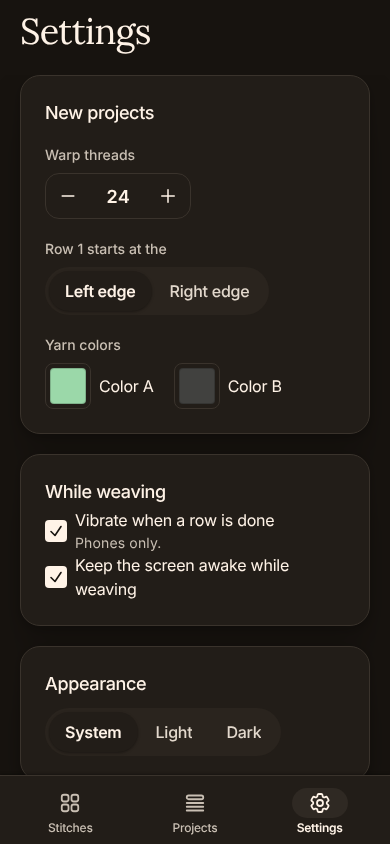 Settings
New projects
Warp threads
24
Row 1 starts at the
Left edge Right edge
Yarn colors
Color A Color B
While weaving
Vibrate when a row is done
Phones only.
Keep the screen awake while
weaving
Appearance
System Light Dark
Stitches Projects Settings